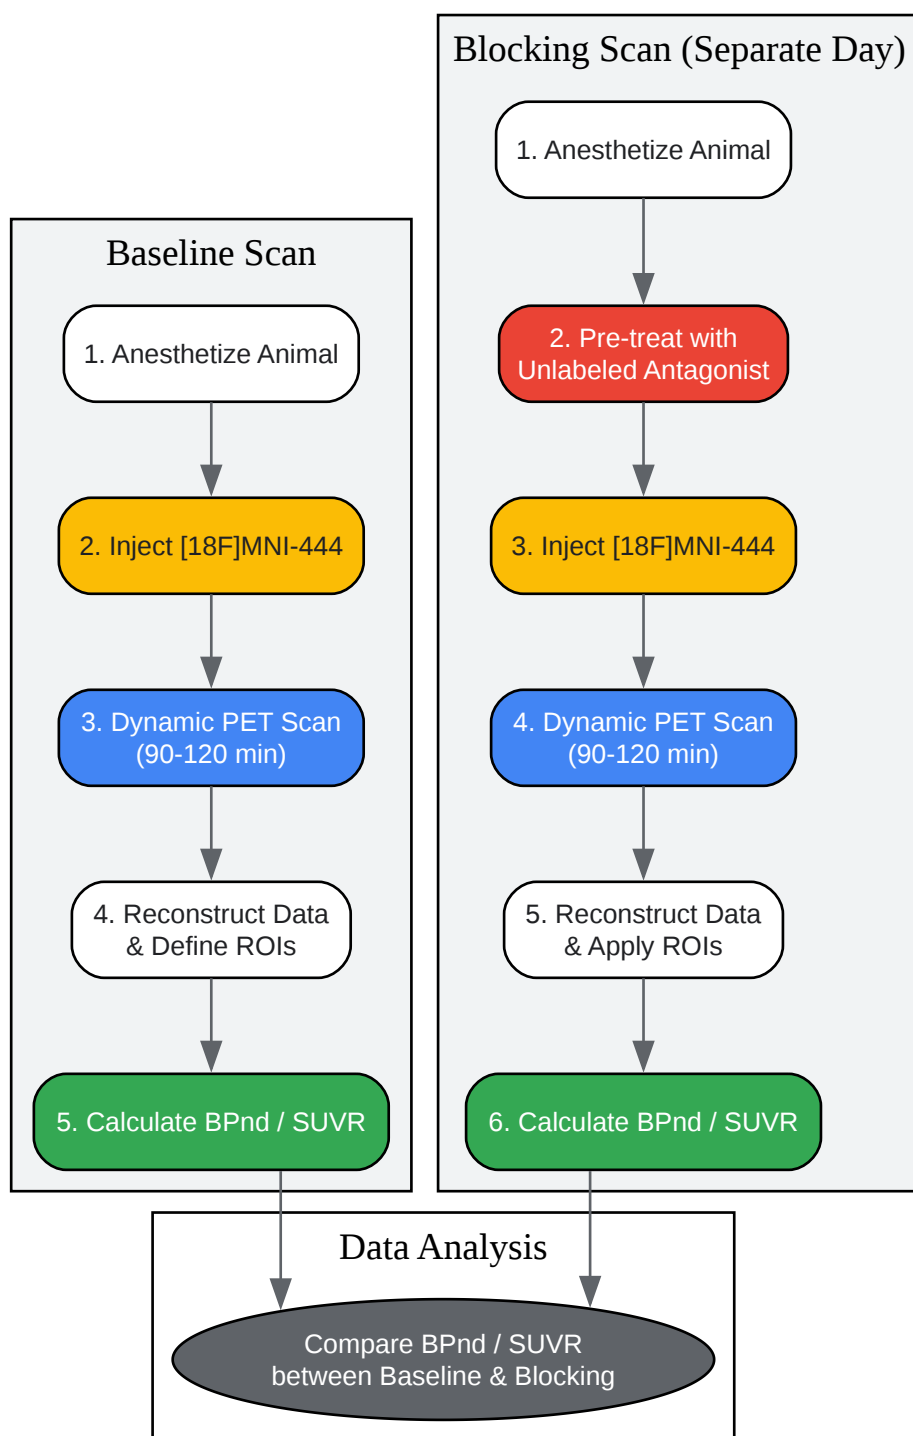 Baseline Scan
1. Anesthetize Animal
2. Inject [18F]MNI-444
3. Dynamic PET Scan
(90-120 min)
4. Reconstruct Data
& Define ROIs
5. Calculate BPnd / SUVR
Blocking Scan (Separate Day)
1. Anesthetize Animal
2. Pre-treat with
Unlabeled Antagonist
3. Inject [18F]MNI-444
4. Dynamic PET Scan
(90-120 min)
5. Reconstruct Data
& Apply ROIs
6. Calculate BPnd / SUVR
Data Analysis
Compare BPnd / SUVR
between Baseline & Blocking